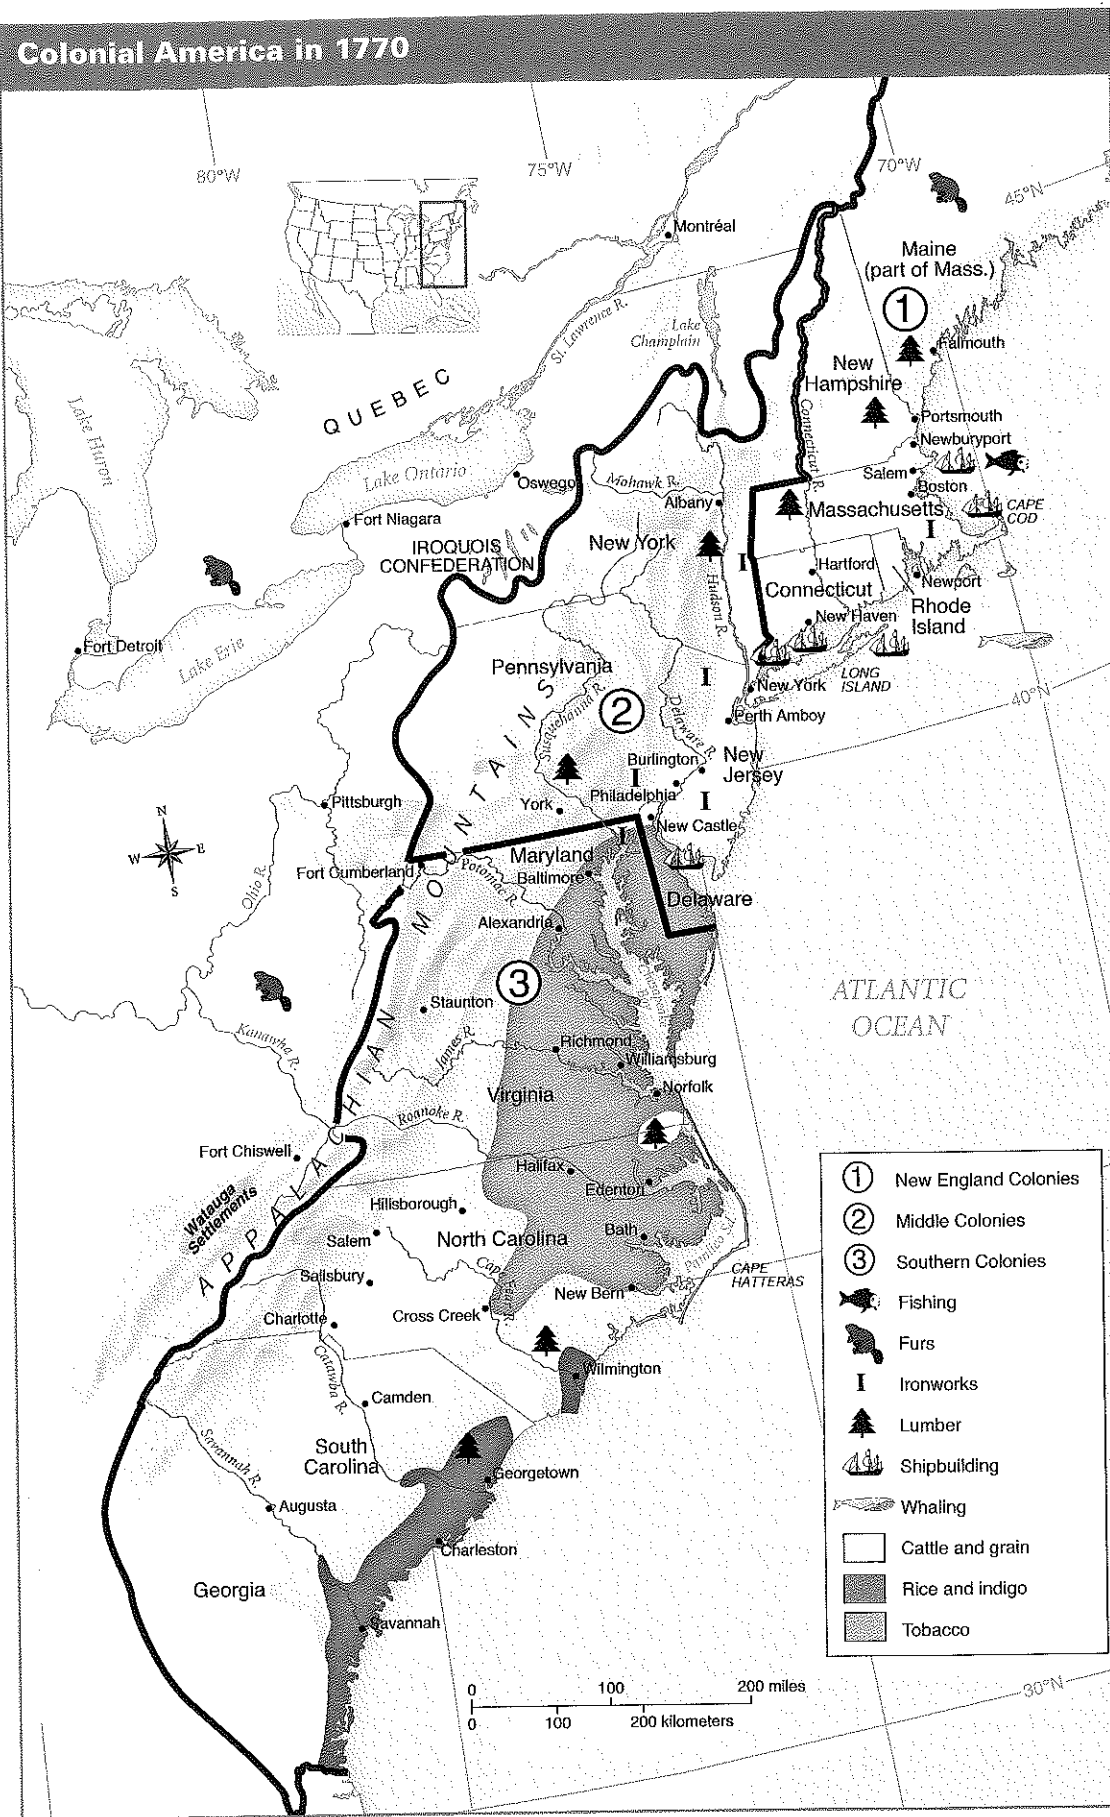 Colonial America in 1770
80°W
75°W
70°W
45°N
Montréal
Maine
(part of Mass.)
1
St. Lawrence R.
Lake
Champlain
Falmouth
New
Hampshire
QUEBEC
Lake Huron
Connecticut R.
Portsmouth
Newburyport
Lake Ontario
Oswego
Mohawk R.
Salem
Boston
Albany
Massachusetts
CAPE
COD
Fort Niagara
IROQUOIS
CONFEDERATION
New York
I
I
Hartford
Connecticut
Newport
Hudson R.
Rhode
Island
New Haven
Fort Detroit
Lake Erie
Pennsylvania
I
LONG
ISLAND
New York
40°N
Susquehanna R.
2
Delaware R.
Perth Amboy
Burlington
New
Jersey
I
Philadelphia
I
Pittsburgh
York
New Castle
N
W
E
S
I
Maryland
Fort Cumberland
Potomac R.
Baltimore
Ohio R.
Delaware
Alexandria
3
ATLANTIC
OCEAN
Staunton
Kanawha R.
James R.
Richmond
Williamsburg
Virginia
Norfolk
Roanoke R.
Fort Chiswell
APPALACHIAN MOUNTAINS
Halifax
Edenton
Watauga
Settlements
Hillsborough
Salem
North Carolina
Bath
Pamlico S.
Cape Fear R.
CAPE
HATTERAS
Salisbury
New Bern
Charlotte
Cross Creek
Wilmington
Catawba R.
Camden
South
Carolina
Savannah R.
Georgetown
Augusta
Charleston
Georgia
Savannah
0
100
200 miles
0
100
200 kilometers
30°N
1 New England Colonies
2 Middle Colonies
3 Southern Colonies
Fishing
Furs
I Ironworks
Lumber
Shipbuilding
Whaling
Cattle and grain
Rice and indigo
Tobacco